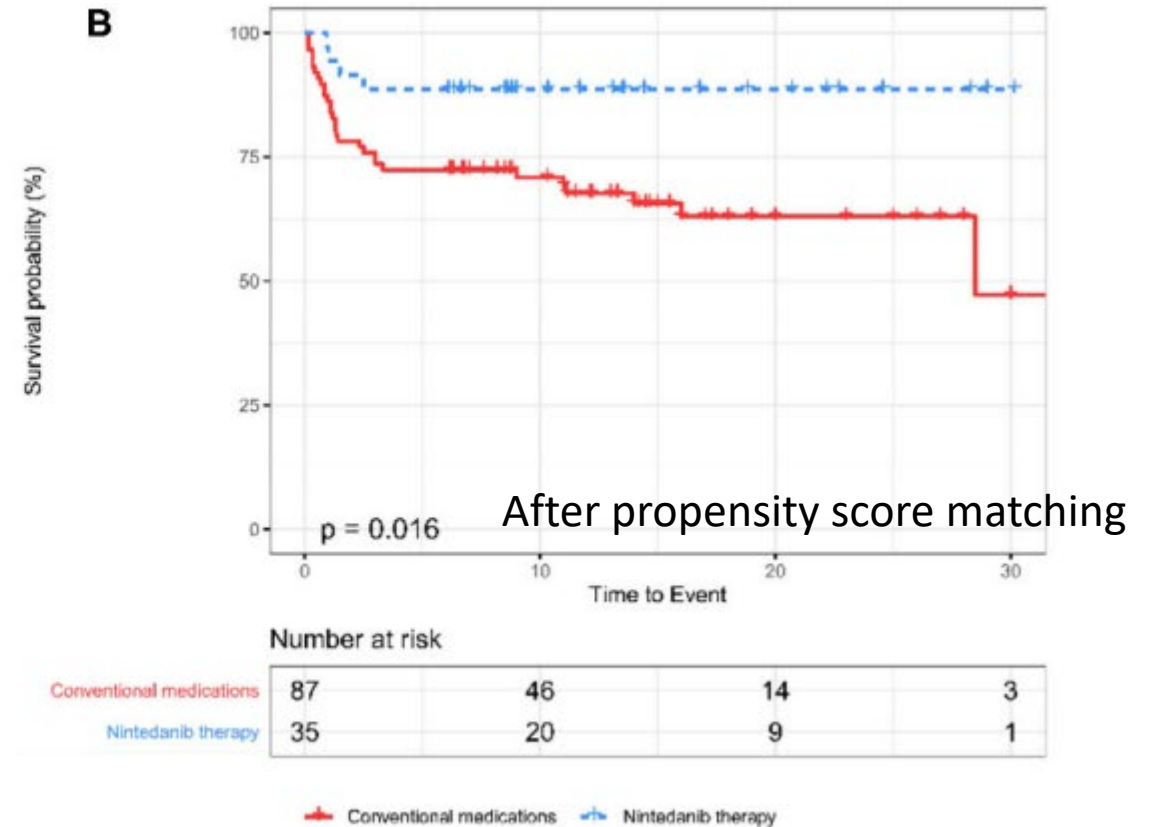 B
Survival probability (%)
100
75
50
25
0
p = 0.016
After propensity score matching
0 10 20 30
Time to Event
Number at risk
Conventional medications 87 46 14 3
Nintedanib therapy 35 20 9 1
Conventional medications Nintedanib therapy